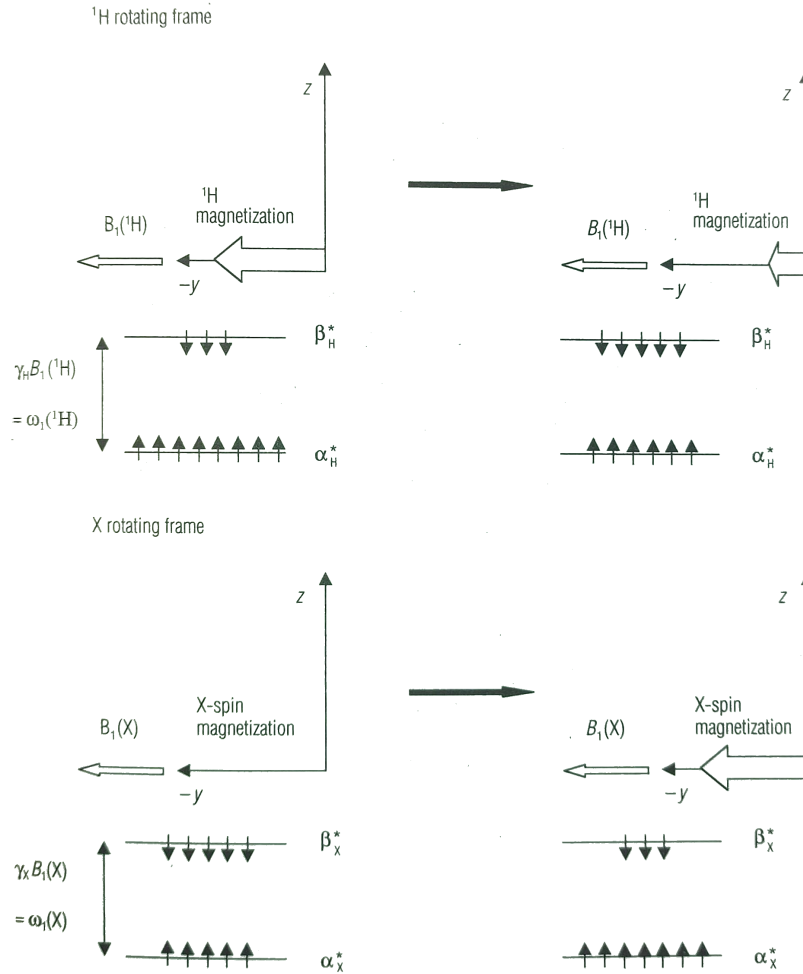 ¹H rotating frame
z
z
¹H
magnetization
¹H
magnetization
B₁(¹H)
B₁(¹H)
−y
−y
β*H
β*H
γHB₁(¹H)
= ω₁(¹H)
α*H
α*H
X rotating frame
z
z
X-spin
magnetization
X-spin
magnetization
B₁(X)
B₁(X)
−y
−y
β*X
β*X
γXB₁(X)
= ω₁(X)
α*X
α*X